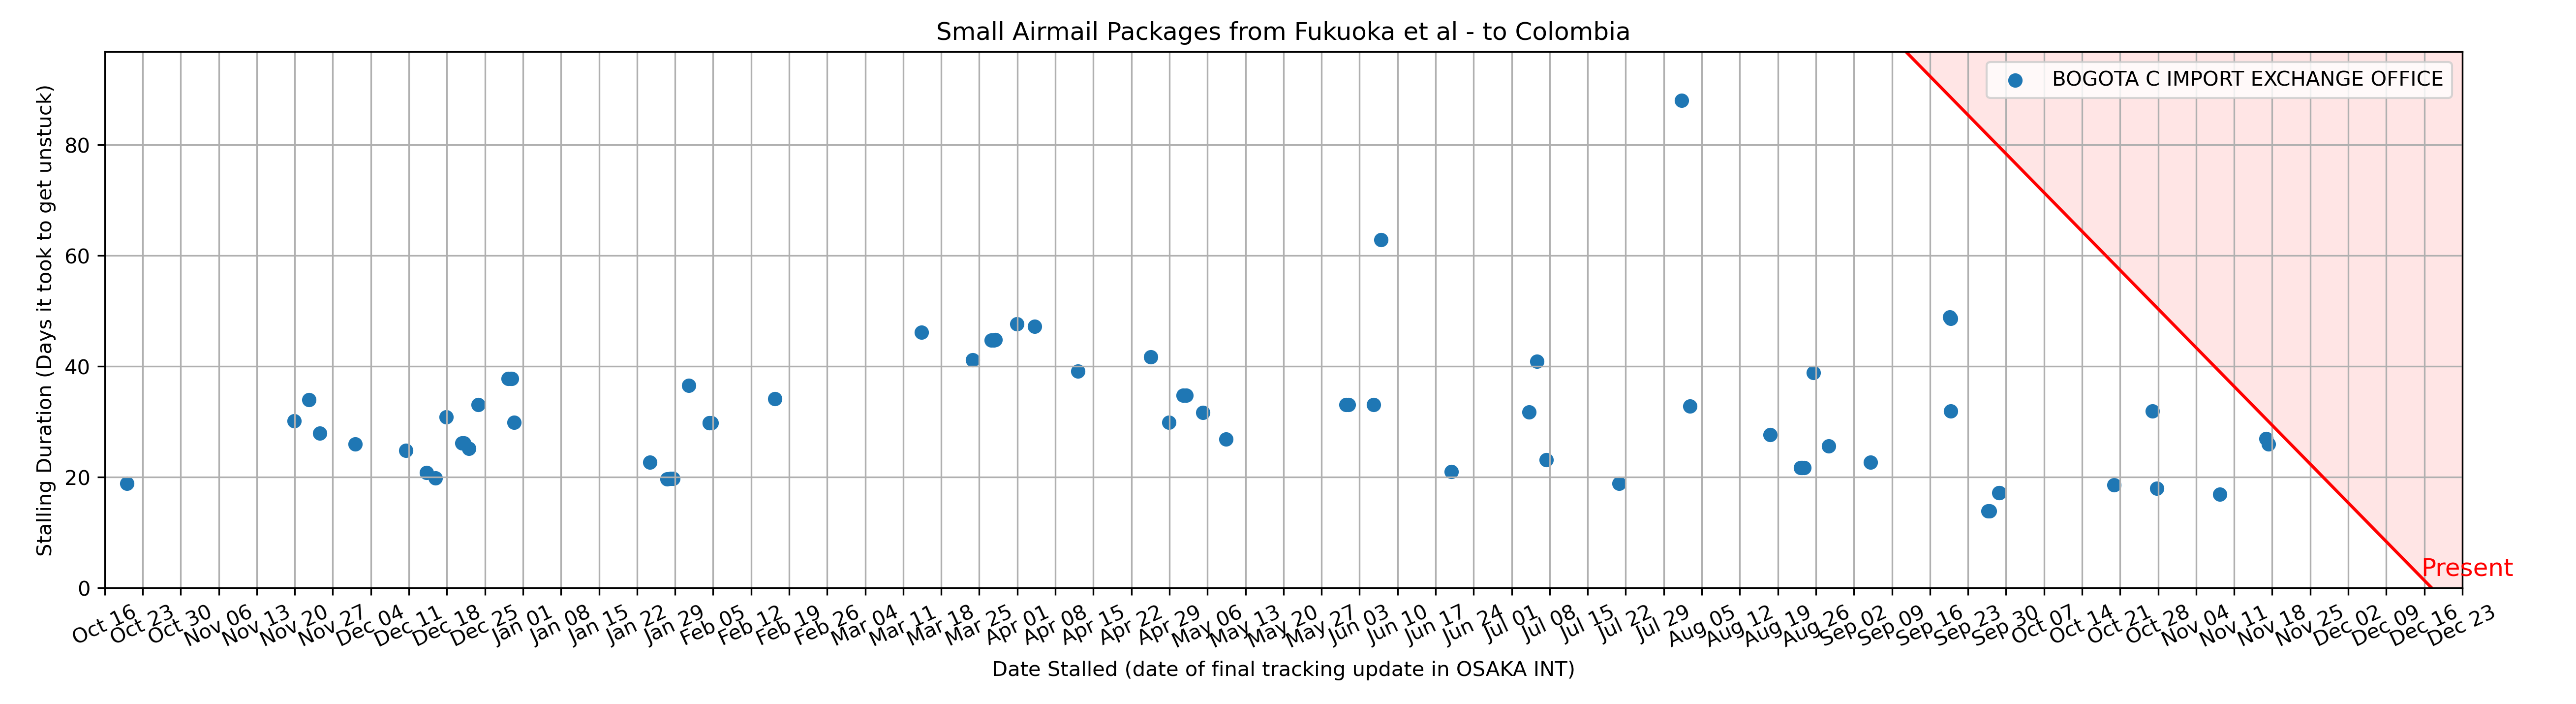 Small Airmail Packages from Fukuoka et al - to Colombia
BOGOTA C IMPORT EXCHANGE OFFICE
Stalling Duration (Days it took to get unstuck)
80
60
40
20
0
Present
Oct 16
Oct 23
Oct 30
Nov 06
Nov 13
Nov 20
Nov 27
Dec 04
Dec 11
Dec 18
Dec 25
Jan 01
Jan 08
Jan 15
Jan 22
Jan 29
Feb 05
Feb 12
Feb 19
Feb 26
Mar 04
Mar 11
Mar 18
Mar 25
Apr 01
Apr 08
Apr 15
Apr 22
Apr 29
May 06
May 13
May 20
May 27
Jun 03
Jun 10
Jun 17
Jun 24
Jul 01
Jul 08
Jul 15
Jul 22
Jul 29
Aug 05
Aug 12
Aug 19
Aug 26
Sep 02
Sep 09
Sep 16
Sep 23
Sep 30
Oct 07
Oct 14
Oct 21
Oct 28
Nov 04
Nov 11
Nov 18
Nov 25
Dec 02
Dec 09
Dec 16
Dec 23
Date Stalled (date of final tracking update in OSAKA INT)